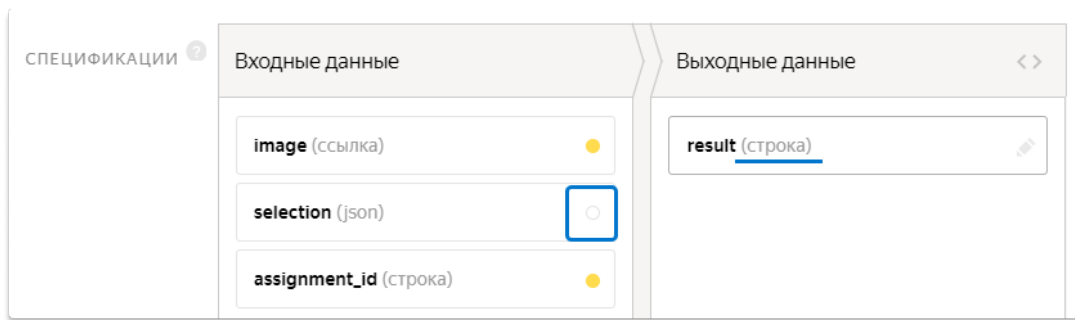 СПЕЦИФИКАЦИИ ?
Входные данные
Выходные данные <>
image (ссылка)
result (строка)
selection (json)
assignment_id (строка)